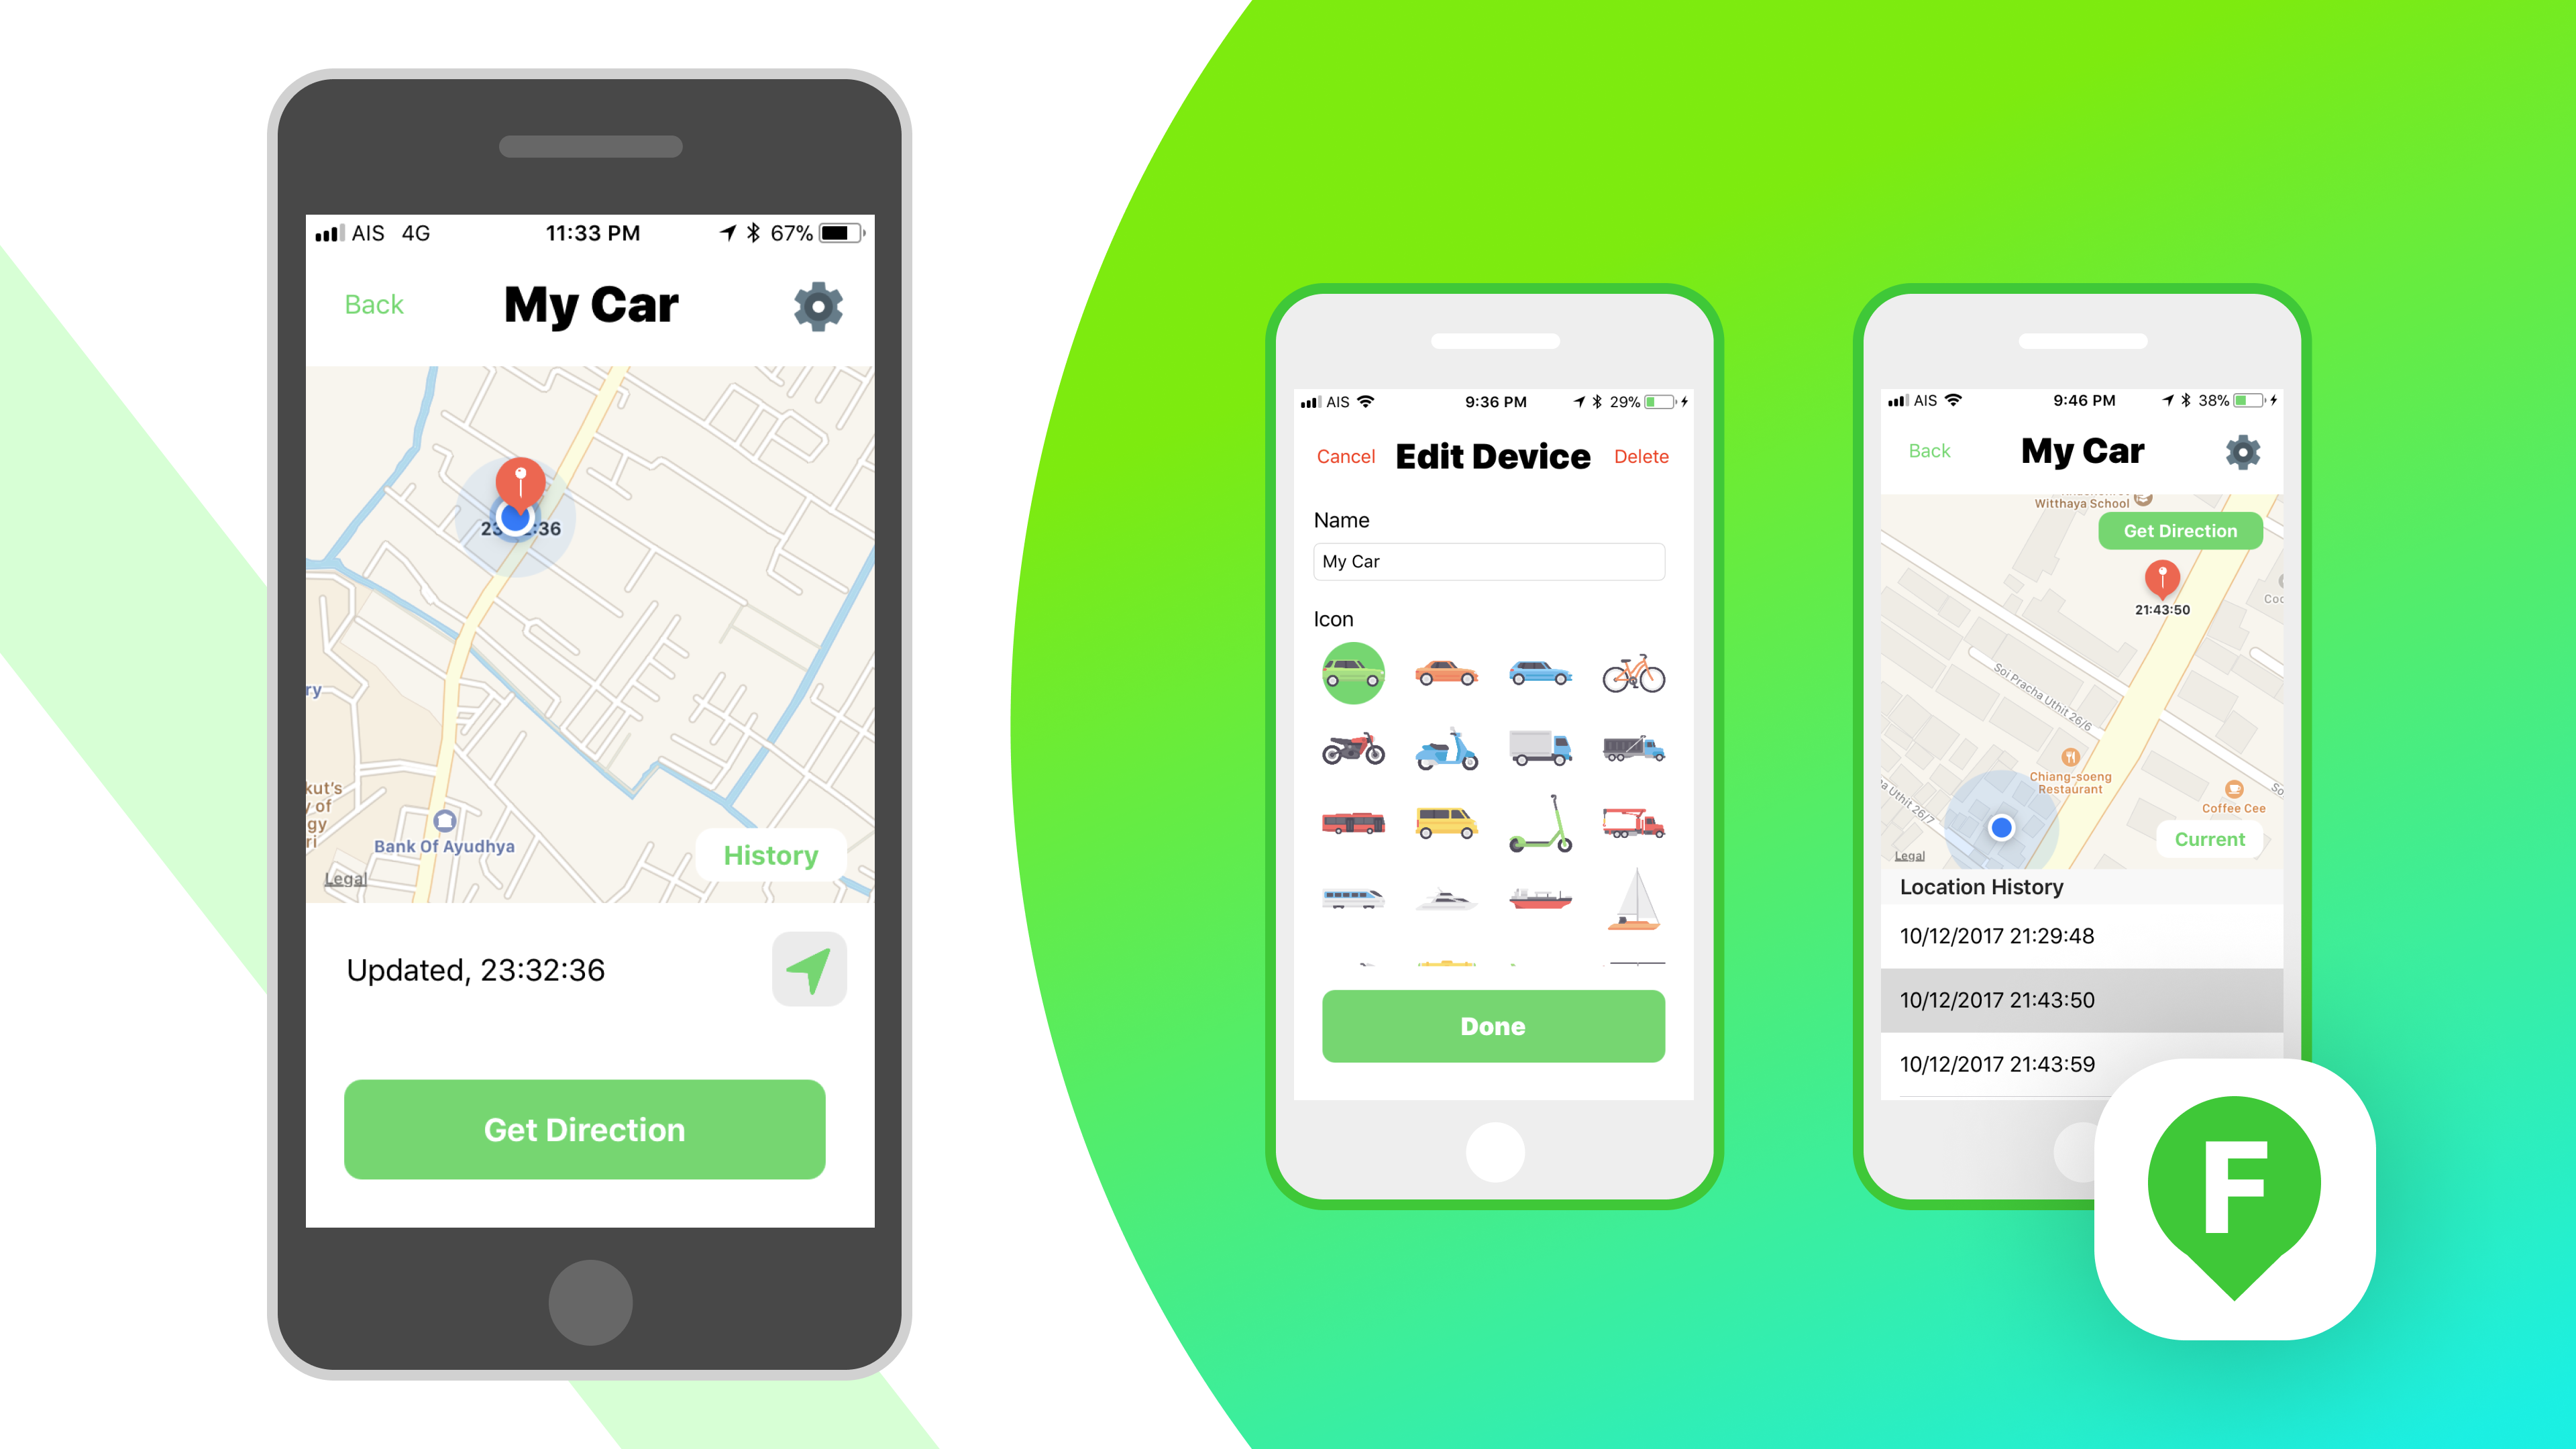 AIS 4G 11:33 PM 67%
Back My Car
23 :36
ry
kut's
y of
gy
ri
Bank Of Ayudhya
History
Legal
Updated, 23:32:36
Get Direction
AIS 9:36 PM 29%
Cancel Edit Device Delete
Name
My Car
Icon
Done
AIS 9:46 PM 38%
Back My Car
Witthaya School
Get Direction
21:43:50
Coc
Soi Pracha Uthit 26/6
Chiang-soeng
Restaurant
Coffee Cee
So
a Uthit 26/7
Current
Legal
Location History
10/12/2017 21:29:48
10/12/2017 21:43:50
10/12/2017 21:43:59
F